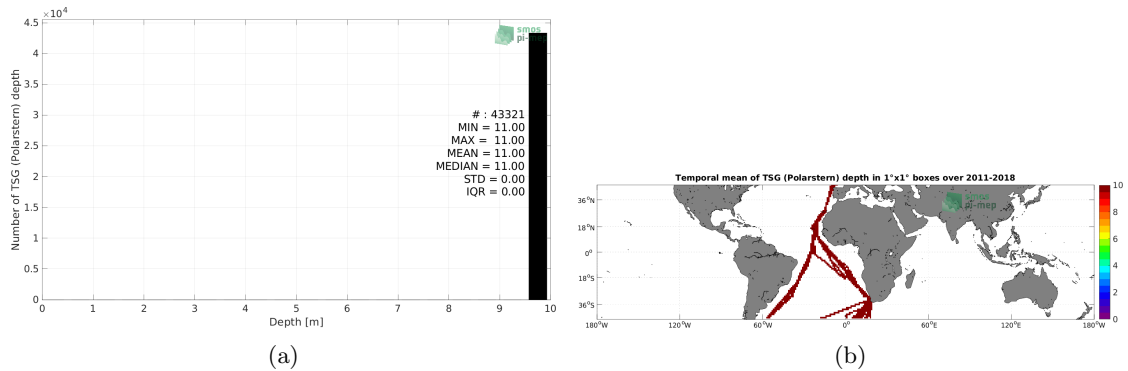 ×10⁴
4.5
4
3.5
3
2.5
2
1.5
1
0.5
0
Number of TSG (Polarstern) depth
smos
pi-mep
# : 43321
MIN = 11.00
MAX = 11.00
MEAN = 11.00
MEDIAN = 11.00
STD = 0.00
IQR = 0.00
0 1 2 3 4 5 6 7 8 9 10
Depth [m]
(a)
Temporal mean of TSG (Polarstern) depth in 1°x1° boxes over 2011-2018
smos
pi-mep
36°N
18°N
0°
18°S
36°S
180°W 120°W 60°W 0° 60°E 120°E 180°W
10
8
6
4
2
0
(b)